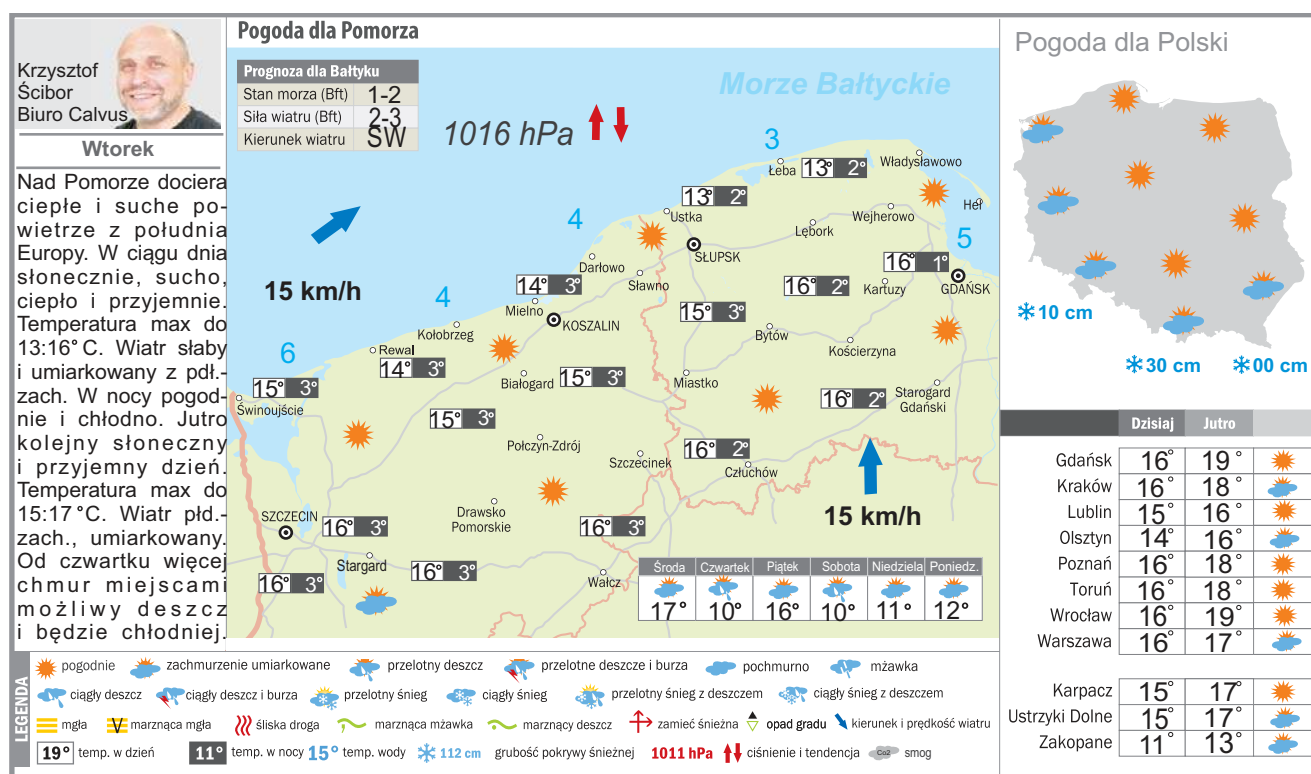 Krzysztof
Ścibor
Biuro Calvus
Wtorek
Nad Pomorze dociera
ciepłe i suche po-
wietrze z południa
Europy. W ciągu dnia
słonecznie, sucho,
ciepło i przyjemnie.
Temperatura max do
13:16°C. Wiatr słaby
i umiarkowany z pdł.-
zach. W nocy pogod-
nie i chłodno. Jutro
kolejny słoneczny
i przyjemny dzień.
Temperatura max do
15:17°C. Wiatr płd.-
zach., umiarkowany.
Od czwartku więcej
chmur miejscami
możliwy deszcz
i będzie chłodniej.
Pogoda dla Pomorza
Prognoza dla Bałtyku
Stan morza (Bft) 1-2
Siła wiatru (Bft) 2-3
Kierunek wiatru SW
Morze Bałtyckie
1016 hPa
3
Łeba 13° 2°
Władysławowo
Hel
13° 2°
Ustka
4
Wejherowo
Lębork
5
SŁUPSK
16° 1°
GDAŃSK
15 km/h
Darłowo
Sławno
14° 3°
Mielno
KOSZALIN
16° 2°
Kartuzy
4
Kołobrzeg
15° 3°
Bytów
Kościerzyna
6
Rewal
14° 3°
15° 3°
Świnoujście
Białogard
15° 3°
Miastko
16° 2°
Starogard
Gdański
15° 3°
Połczyn-Zdrój
Szczecinek
16° 2°
Człuchów
15 km/h
SZCZECIN
16° 3°
Drawsko
Pomorskie
16° 3°
Stargard
16° 3°
16° 3°
Wałcz
Środa Czwartek Piątek Sobota Niedziela Poniedz.
17° 10° 16° 10° 11° 12°
Pogoda dla Polski
10 cm
30 cm
00 cm
Dzisiaj Jutro
Gdańsk 16° 19°
Kraków 16° 18°
Lublin 15° 16°
Olsztyn 14° 16°
Poznań 16° 18°
Toruń 16° 18°
Wrocław 16° 19°
Warszawa 16° 17°
Karpacz 15° 17°
Ustrzyki Dolne 15° 17°
Zakopane 11° 13°
LEGENDA
pogodnie zachmurzenie umiarkowane przelotny deszcz przelotne deszcze i burza pochmurno mżawka
ciągły deszcz ciągły deszcz i burza przelotny śnieg ciągły śnieg przelotny śnieg z deszczem ciągły śnieg z deszczem
mgła V marznąca mgła śliska droga marznąca mżawka marznący deszcz zamieć śnieżna opad gradu kierunek i prędkość wiatru
19° temp. w dzień 11° temp. w nocy 15° temp. wody 112 cm grubość pokrywy śnieżnej 1011 hPa ciśnienie i tendencja Co2 smog